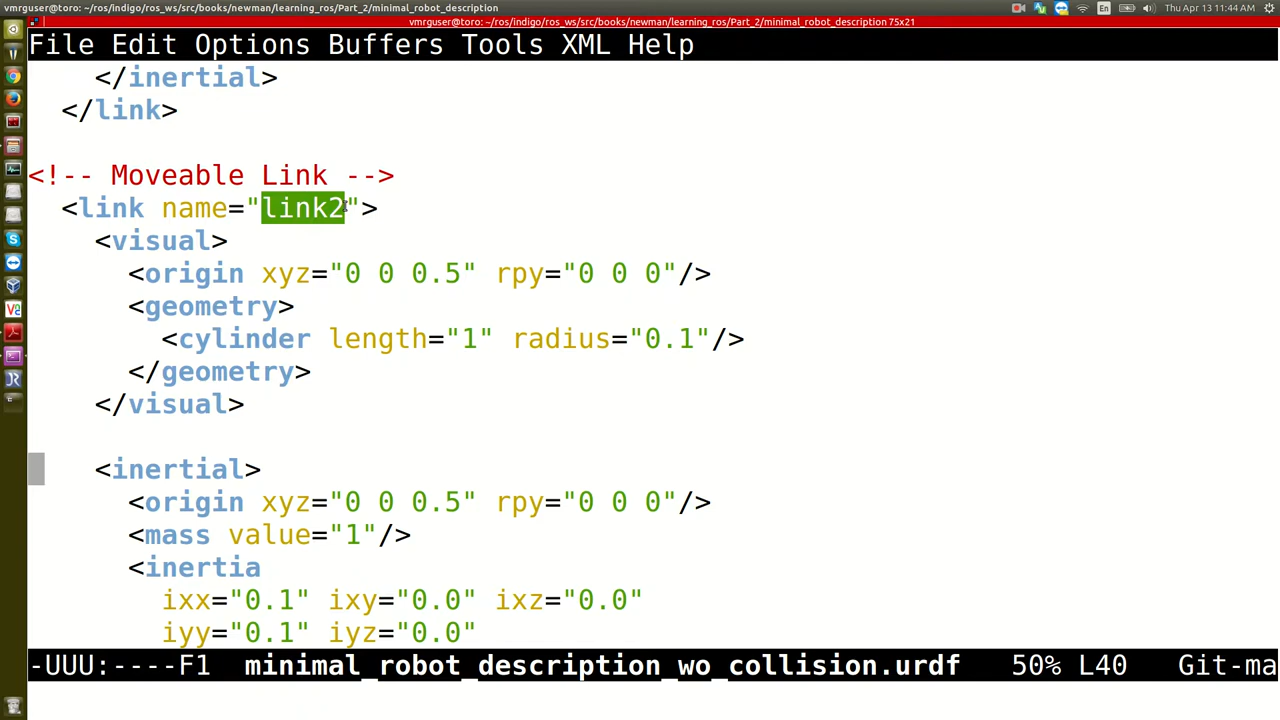 vmrguser@toro: ~/ros/indigo/ros_ws/src/books/newman/learning_ros/Part_2/minimal_robot_description
En
Thu Apr 13 11:44 AM
vmrguser@toro: ~/ros/indigo/ros_ws/src/books/newman/learning_ros/Part_2/minimal_robot_description 75x21
File Edit Options Buffers Tools XML Help
    </inertial>
  </link>
<!-- Moveable Link -->
  <link name="link2">
    <visual>
      <origin xyz="0 0 0.5" rpy="0 0 0"/>
      <geometry>
        <cylinder length="1" radius="0.1"/>
      </geometry>
    </visual>
    <inertial>
      <origin xyz="0 0 0.5" rpy="0 0 0"/>
      <mass value="1"/>
      <inertia
        ixx="0.1" ixy="0.0" ixz="0.0"
        iyy="0.1" iyz="0.0"
-UUU:----F1  minimal_robot_description_wo_collision.urdf   50% L40   Git-ma